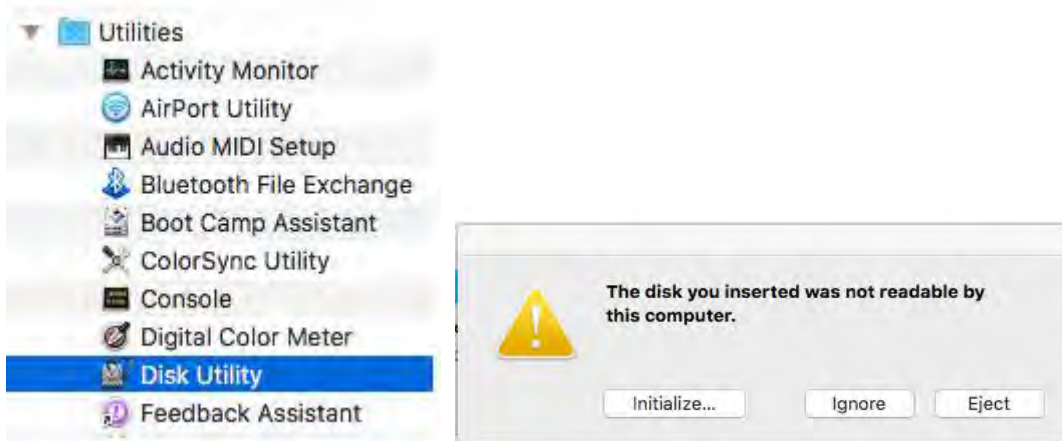 Utilities
Activity Monitor
AirPort Utility
Audio MIDI Setup
Bluetooth File Exchange
Boot Camp Assistant
ColorSync Utility
Console
Digital Color Meter
Disk Utility
Feedback Assistant
The disk you inserted was not readable by
this computer.
Initialize... Ignore Eject